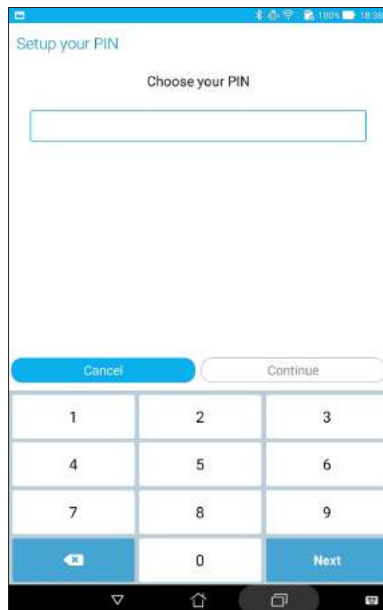 100% 18:38
Setup your PIN
Choose your PIN
Cancel Continue
1 2 3
4 5 6
7 8 9
0 Next